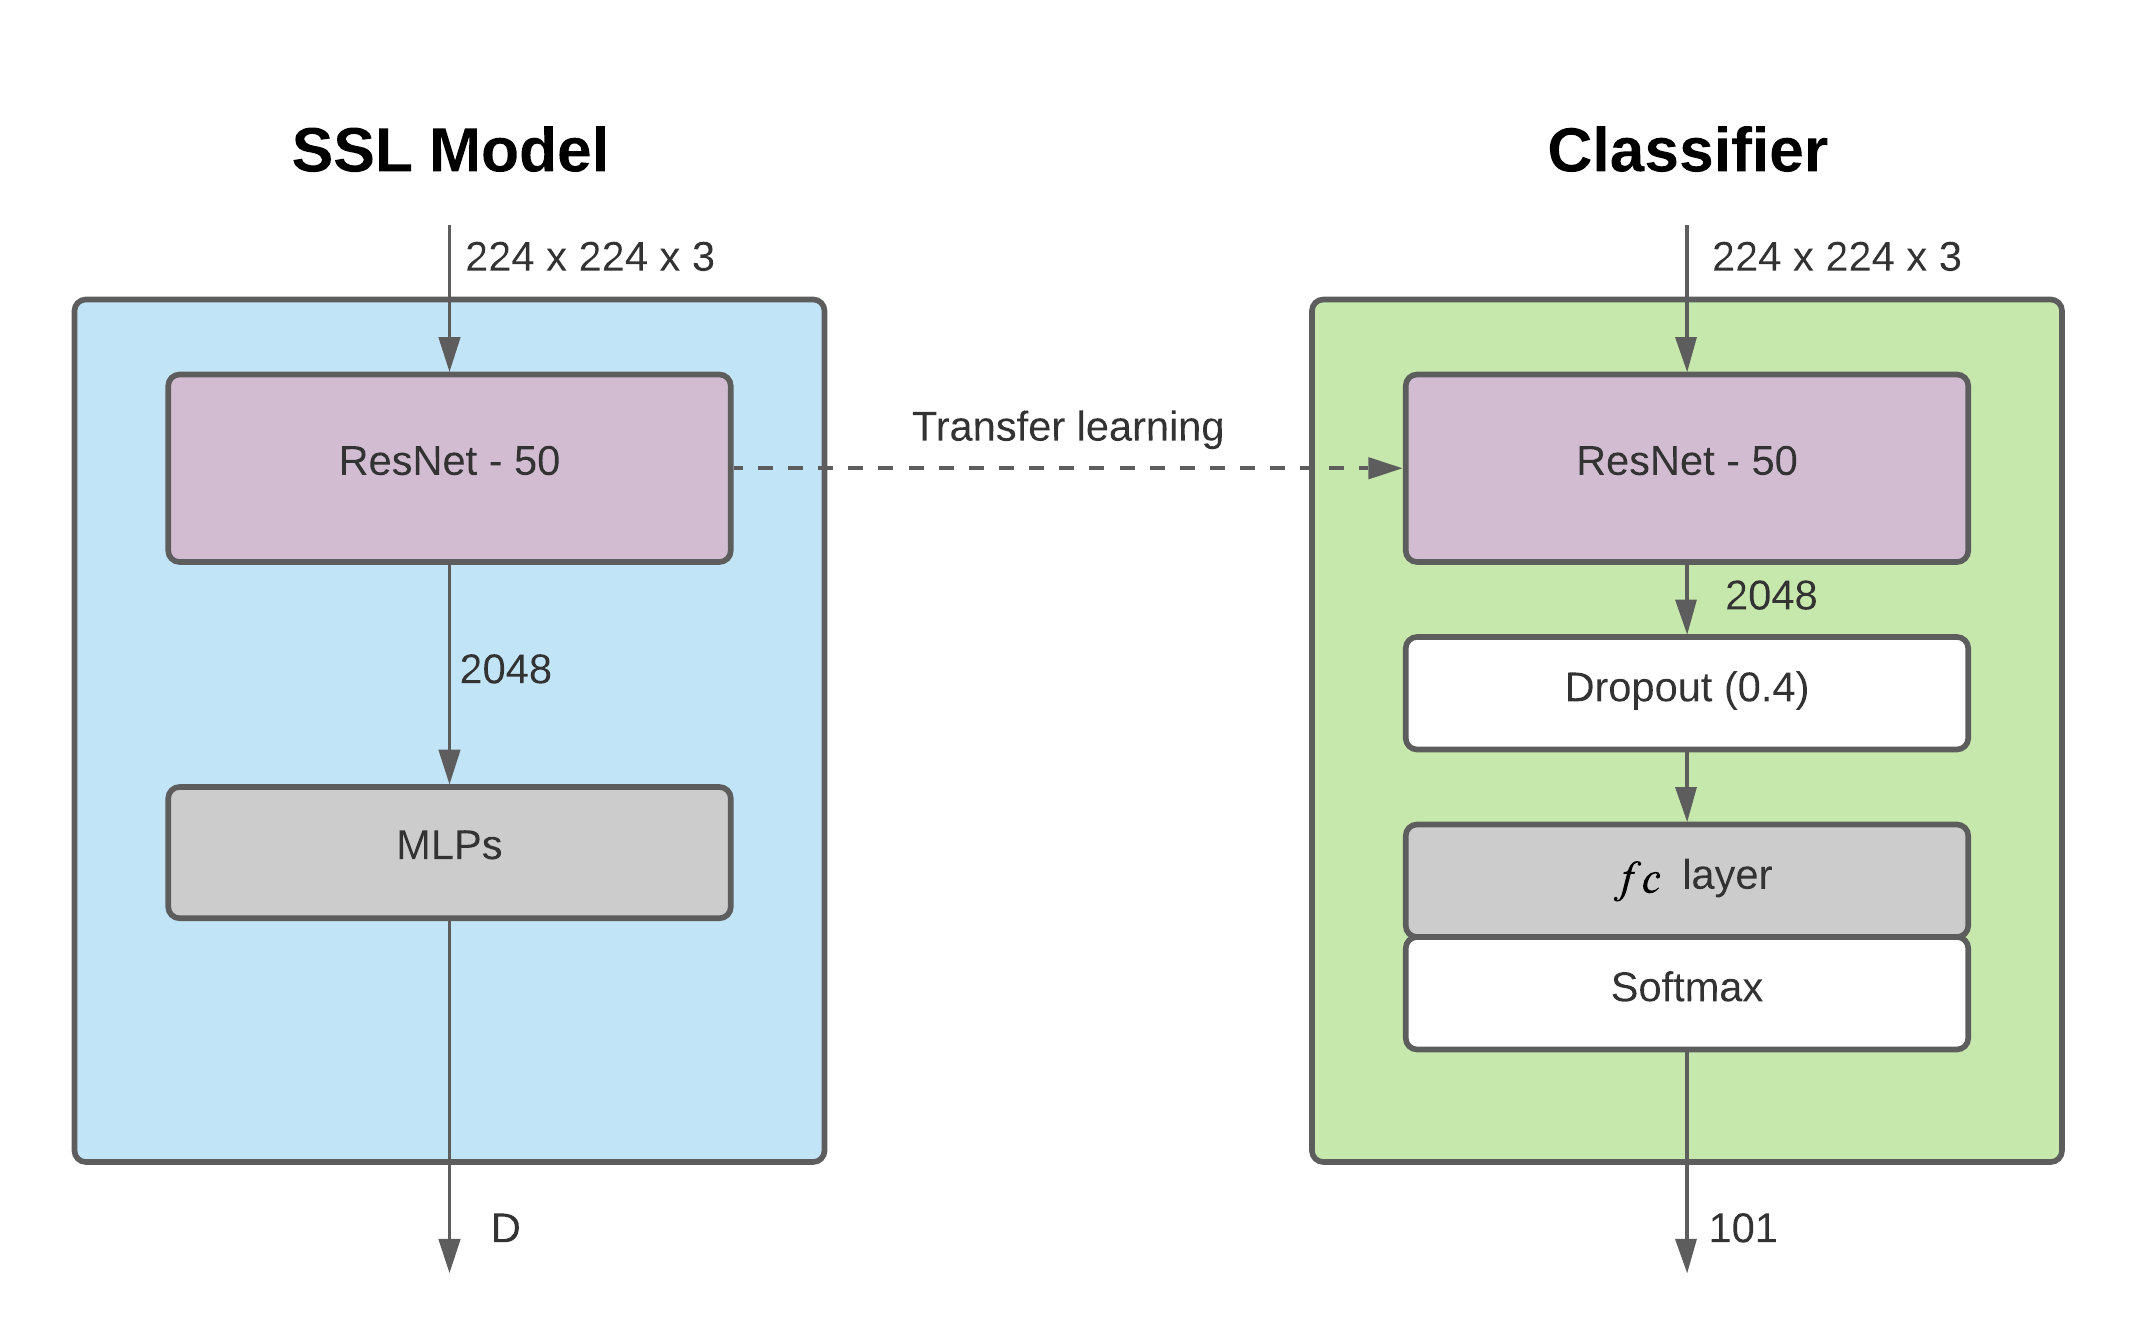 SSL Model
Classifier
224 x 224 x 3
224 x 224 x 3
Transfer learning
ResNet - 50
ResNet - 50
2048
2048
Dropout (0.4)
MLPs
fc layer
Softmax
D
101